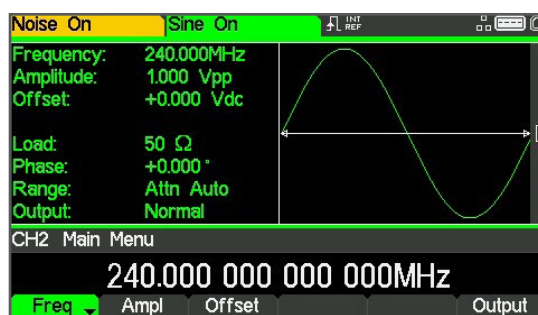 Noise On
Sine On
INT REF
Frequency: 240.000MHz
Amplitude: 1.000 Vpp
Offset: +0.000 Vdc
Load: 50 Ω
Phase: +0.000 °
Range: Attn Auto
Output: Normal
CH2 Main Menu
240.000 000 000 000MHz
Freq Ampl Offset Output